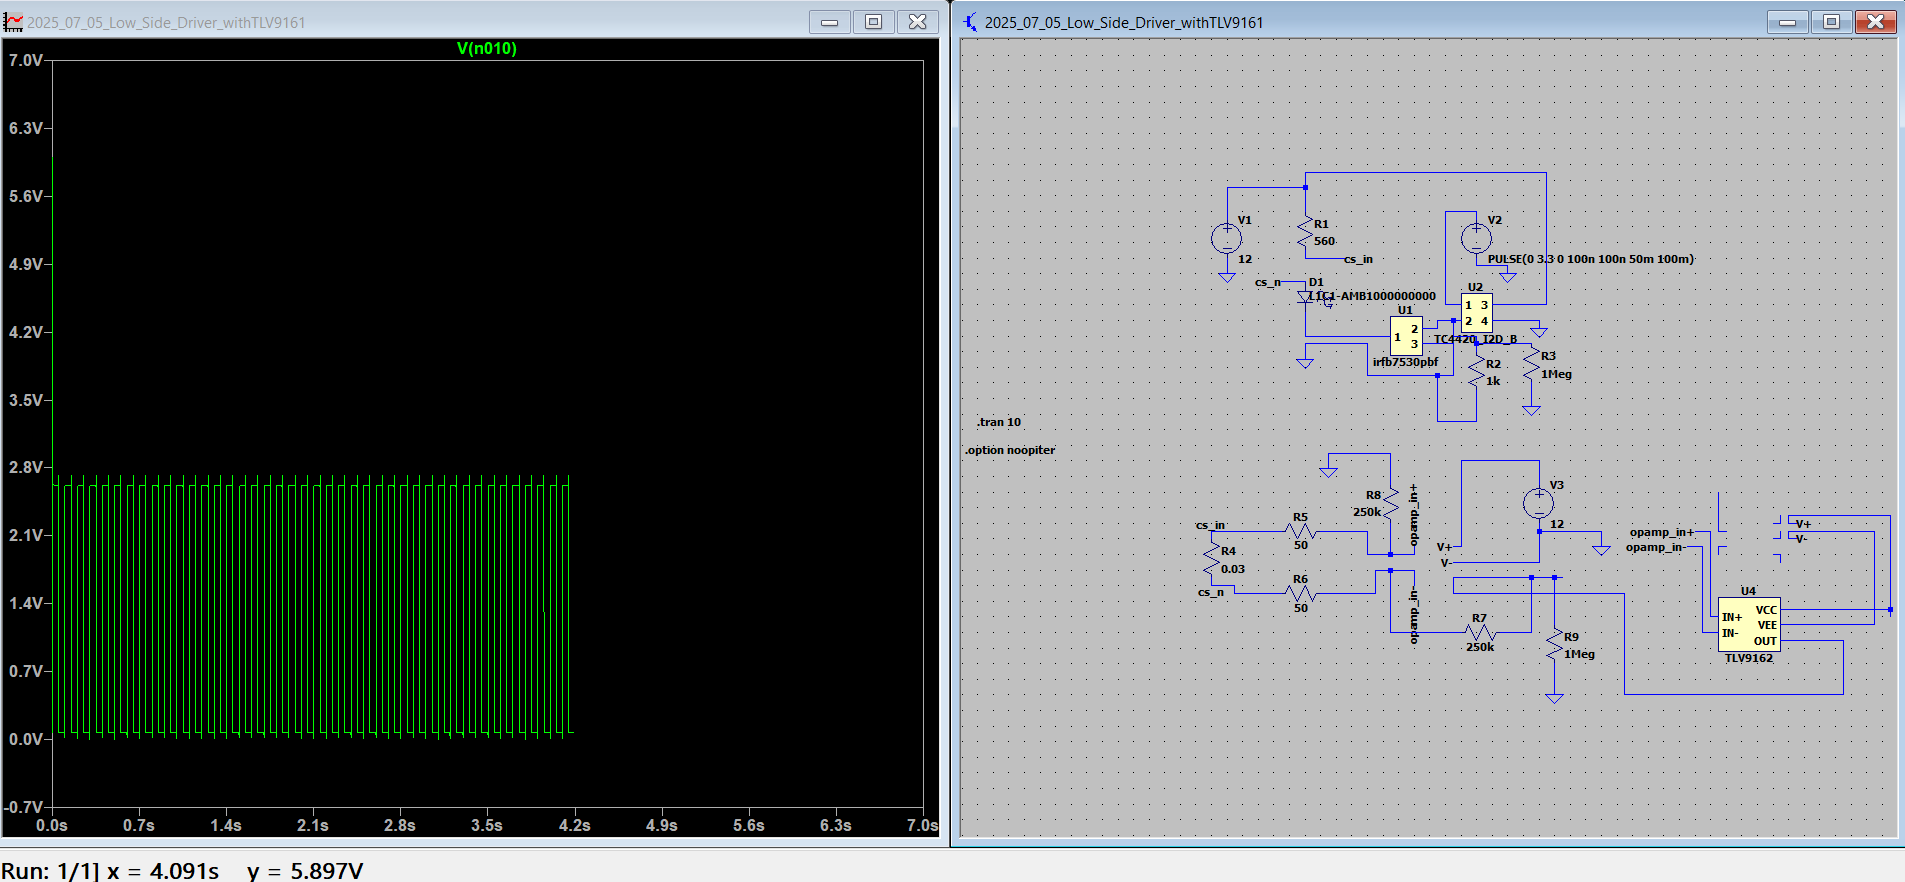 2025_07_05_Low_Side_Driver_withTLV9161
V(n010)
7.0V
6.3V
5.6V
4.9V
4.2V
3.5V
2.8V
2.1V
1.4V
0.7V
0.0V
-0.7V
0.0s 0.7s 1.4s 2.1s 2.8s 3.5s 4.2s 4.9s 5.6s 6.3s 7.0s
2025_07_05_Low_Side_Driver_withTLV9161
V1
12
R1
560
cs_in
V2
PULSE(0 3.3 0 100n 100n 50m 100m)
cs_n
D1
L1C1-AMB1000000000
U2
1 3
2 4
TC4420_I2D_B
U1
1
2
3
irfb7530pbf
R2
1k
R3
1Meg
.tran 10
.option noopiter
R8
250k
opamp_in+
cs_in
R5
50
R4
0.03
cs_n
R6
50
opamp_in-
V+
V-
V3
12
R7
250k
R9
1Meg
opamp_in+
opamp_in-
V+
V-
U4
IN+
IN-
VCC
VEE
OUT
TLV9162
Run: 1/1] x = 4.091s y = 5.897V